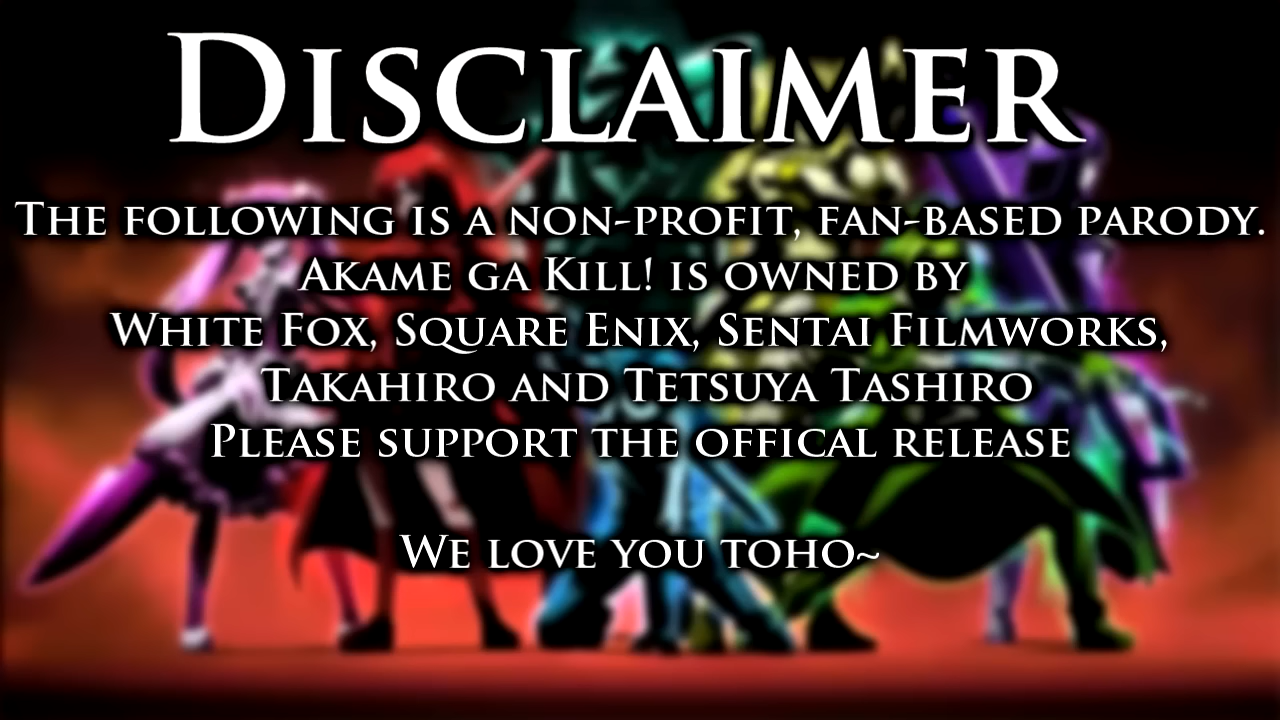 Disclaimer
The following is a non-profit, fan-based parody.
Akame ga Kill! is owned by
White Fox, Square Enix, Sentai Filmworks,
Takahiro and Tetsuya Tashiro
Please support the offical release
We love you toho~